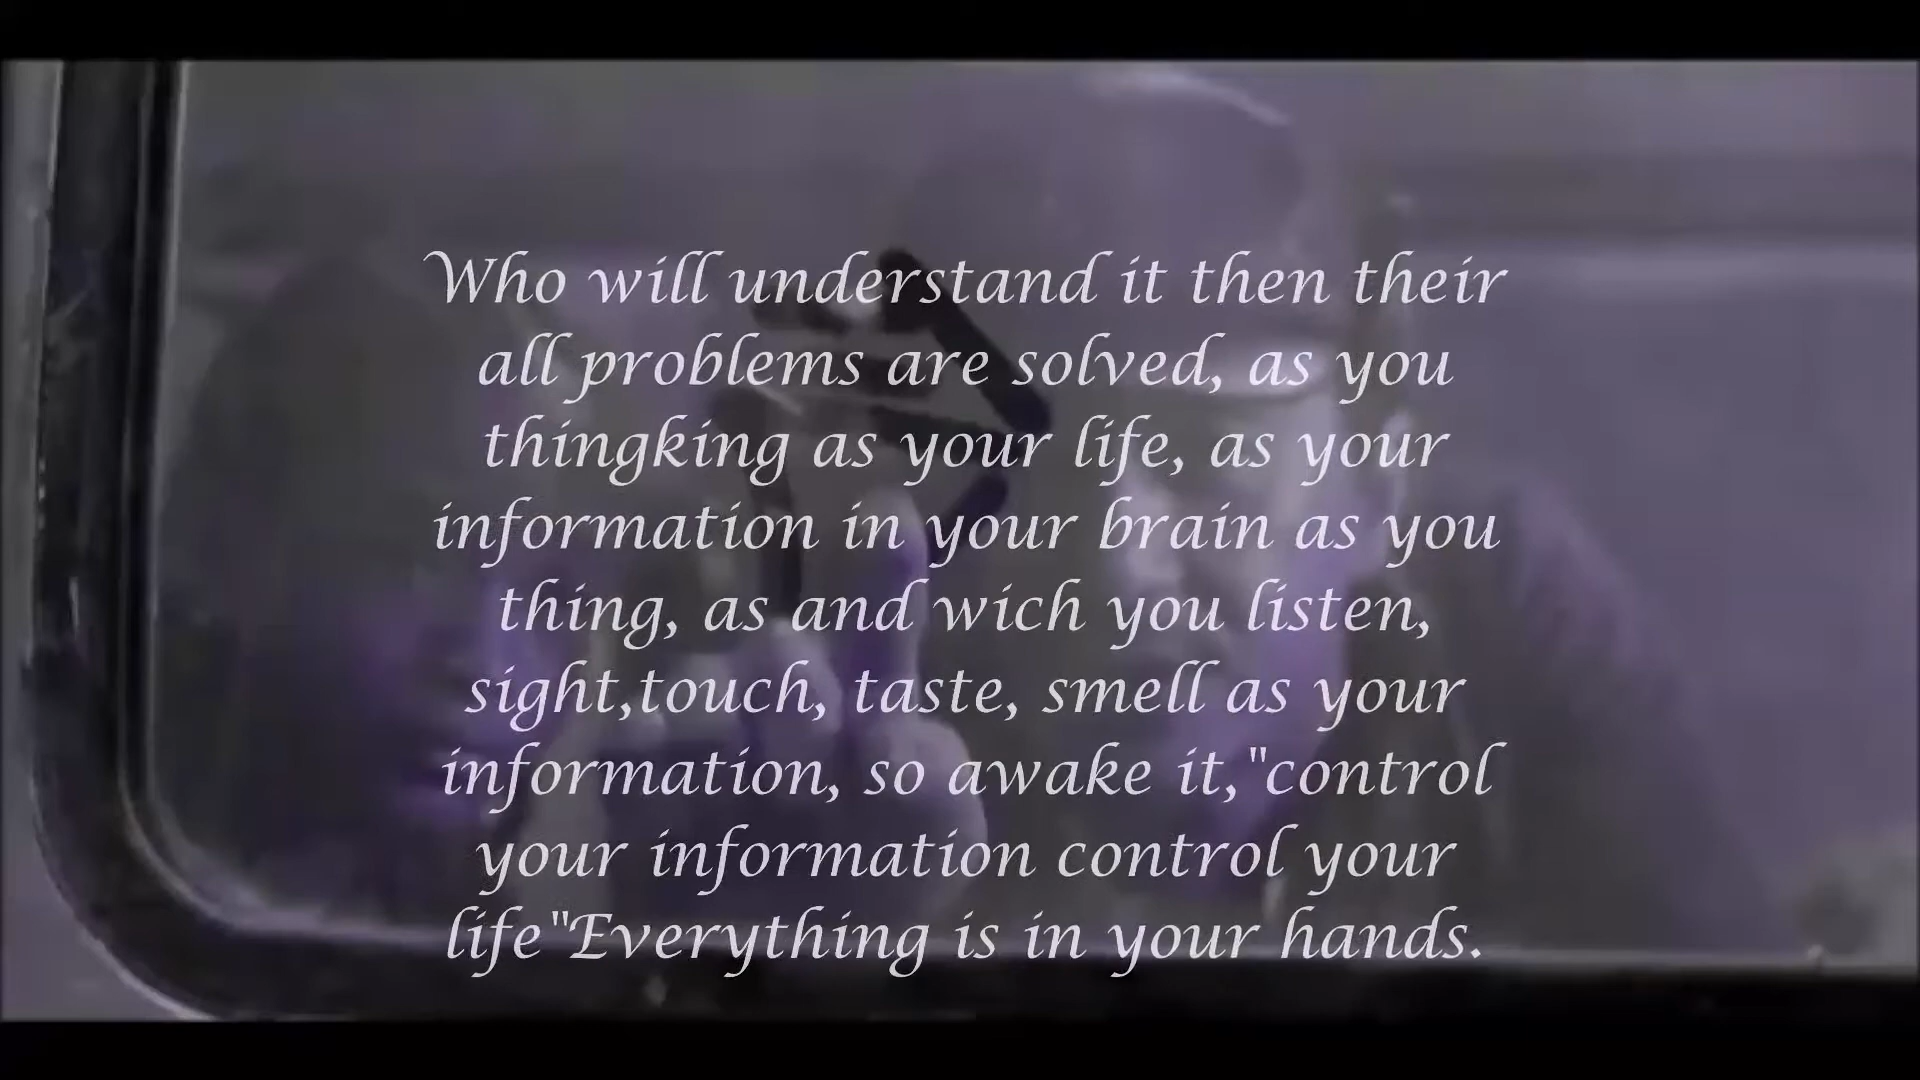 Who will understand it then their
all problems are solved, as you
thingking as your life, as your
information in your brain as you
thing, as and wich you listen,
sight,touch, taste, smell as your
information, so awake it,"control
your information control your
life"Everything is in your hands.